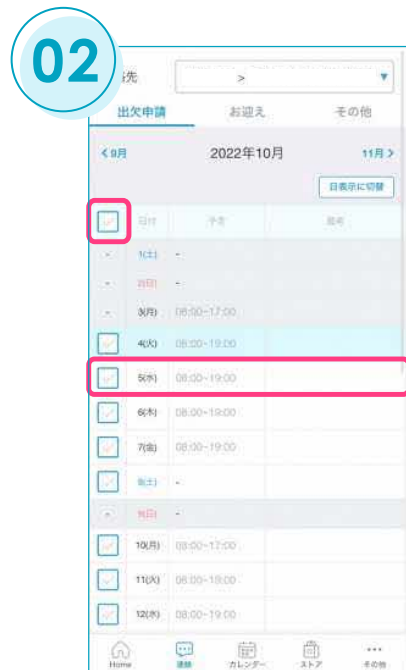 02
絡先
>
出欠申請 お迎え その他
<9月 2022年10月 11月>
日表示に切替
日付 予定 備考
- 1(土) -
- 2(日) -
- 3(月) 08:00~17:00
4(火) 08:00~19:00
5(水) 08:00~19:00
6(木) 08:00~19:00
7(金) 08:00~19:00
8(土) -
9(日) -
10(月) 08:00~17:00
11(火) 08:00~19:00
12(水) 08:00~19:00
Home 連絡 カレンダー ストア その他